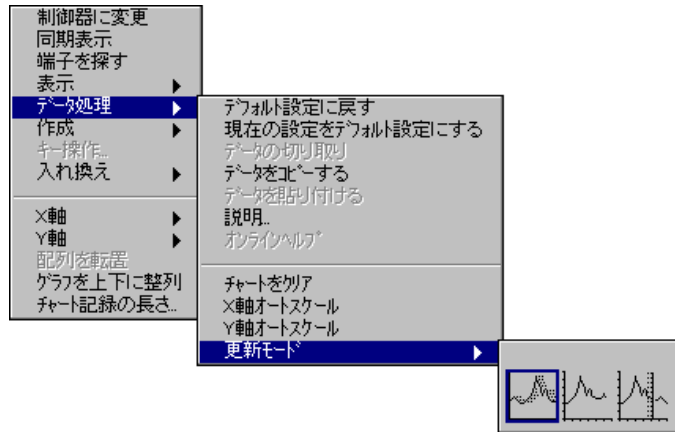 制御器に変更
同期表示
端子を探す
表示
ﾃﾞｰﾀ処理
作成
ｷｰ操作...
入れ換え
X軸
Y軸
配列を転置
ｸﾞﾗﾌを上下に整列
ﾁｬｰﾄ記録の長さ...
ﾃﾞﾌｫﾙﾄ設定に戻す
現在の設定をﾃﾞﾌｫﾙﾄ設定にする
ﾃﾞｰﾀの切り取り
ﾃﾞｰﾀをｺﾋﾟｰする
ﾃﾞｰﾀを貼り付ける
説明...
ｵﾝﾗｲﾝﾍﾙﾌﾟ
ﾁｬｰﾄをｸﾘｱ
X軸ｵｰﾄｽｹｰﾙ
Y軸ｵｰﾄｽｹｰﾙ
更新ﾓｰﾄﾞ